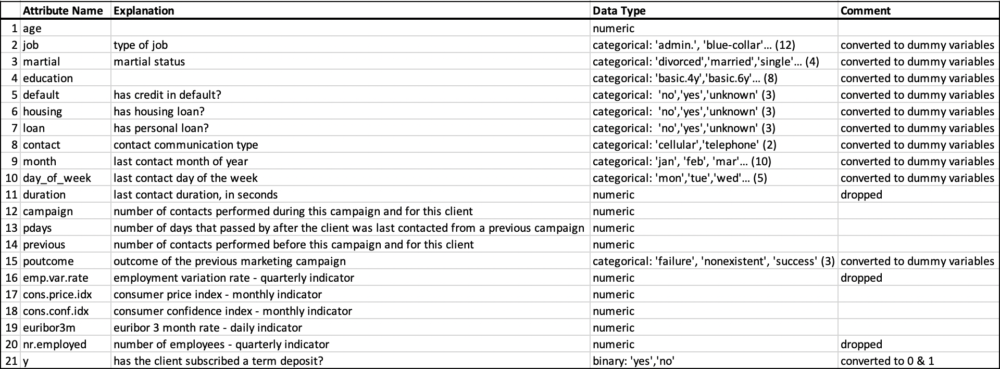 Attribute Name Explanation Data Type Comment
1 age numeric
2 job type of job categorical: 'admin.', 'blue-collar'... (12) converted to dummy variables
3 martial martial status categorical: 'divorced','married','single'... (4) converted to dummy variables
4 education categorical: 'basic.4y','basic.6y'... (8) converted to dummy variables
5 default has credit in default? categorical:  'no','yes','unknown' (3) converted to dummy variables
6 housing has housing loan? categorical:  'no','yes','unknown' (3) converted to dummy variables
7 loan has personal loan? categorical:  'no','yes','unknown' (3) converted to dummy variables
8 contact contact communication type categorical: 'cellular','telephone' (2) converted to dummy variables
9 month last contact month of year categorical: 'jan', 'feb', 'mar'... (10) converted to dummy variables
10 day_of_week last contact day of the week categorical: 'mon','tue','wed'... (5) converted to dummy variables
11 duration last contact duration, in seconds numeric dropped
12 campaign number of contacts performed during this campaign and for this client numeric
13 pdays number of days that passed by after the client was last contacted from a previous campaign numeric
14 previous number of contacts performed before this campaign and for this client numeric
15 poutcome outcome of the previous marketing campaign categorical: 'failure', 'nonexistent', 'success' (3) converted to dummy variables
16 emp.var.rate employment variation rate - quarterly indicator numeric dropped
17 cons.price.idx consumer price index - monthly indicator numeric
18 cons.conf.idx consumer confidence index - monthly indicator numeric
19 euribor3m euribor 3 month rate - daily indicator numeric
20 nr.employed number of employees - quarterly indicator numeric dropped
21 y has the client subscribed a term deposit? binary: 'yes','no' converted to 0 & 1